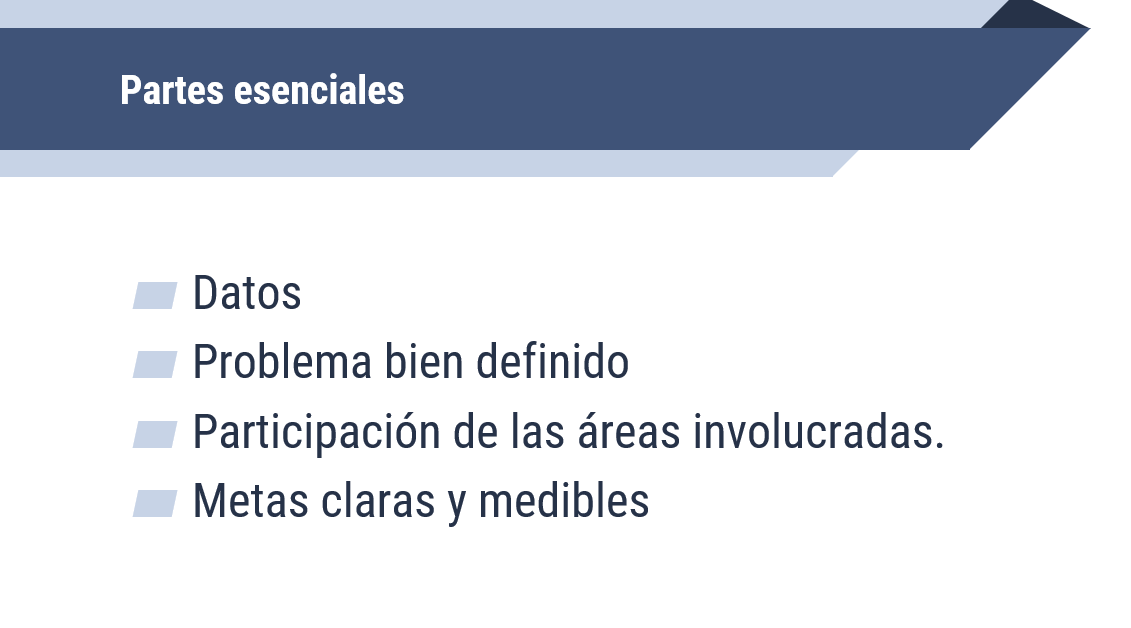 Partes esenciales
Datos
Problema bien definido
Participación de las áreas involucradas.
Metas claras y medibles